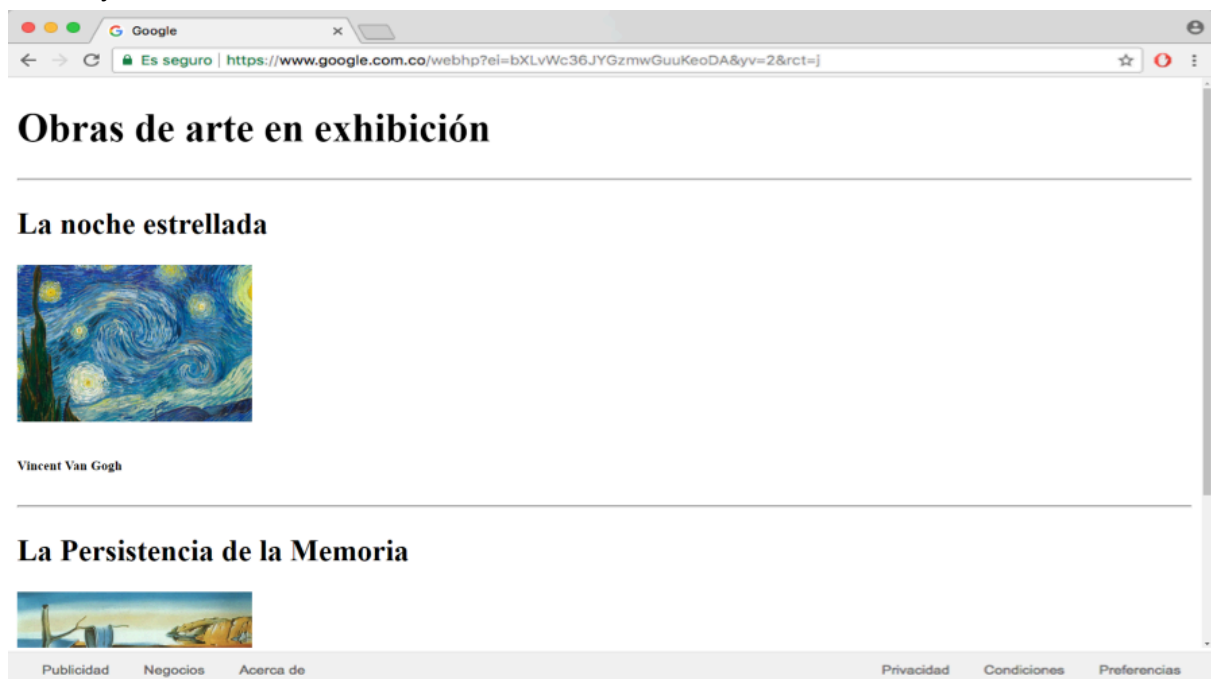 Google
Es seguro | https://www.google.com.co/webhp?ei=bXLvWc36JYGzmwGuuKeoDA&yv=2&rct=j
Obras de arte en exhibición
La noche estrellada
Vincent Van Gogh
La Persistencia de la Memoria
Publicidad Negocios Acerca de Privacidad Condiciones Preferencias